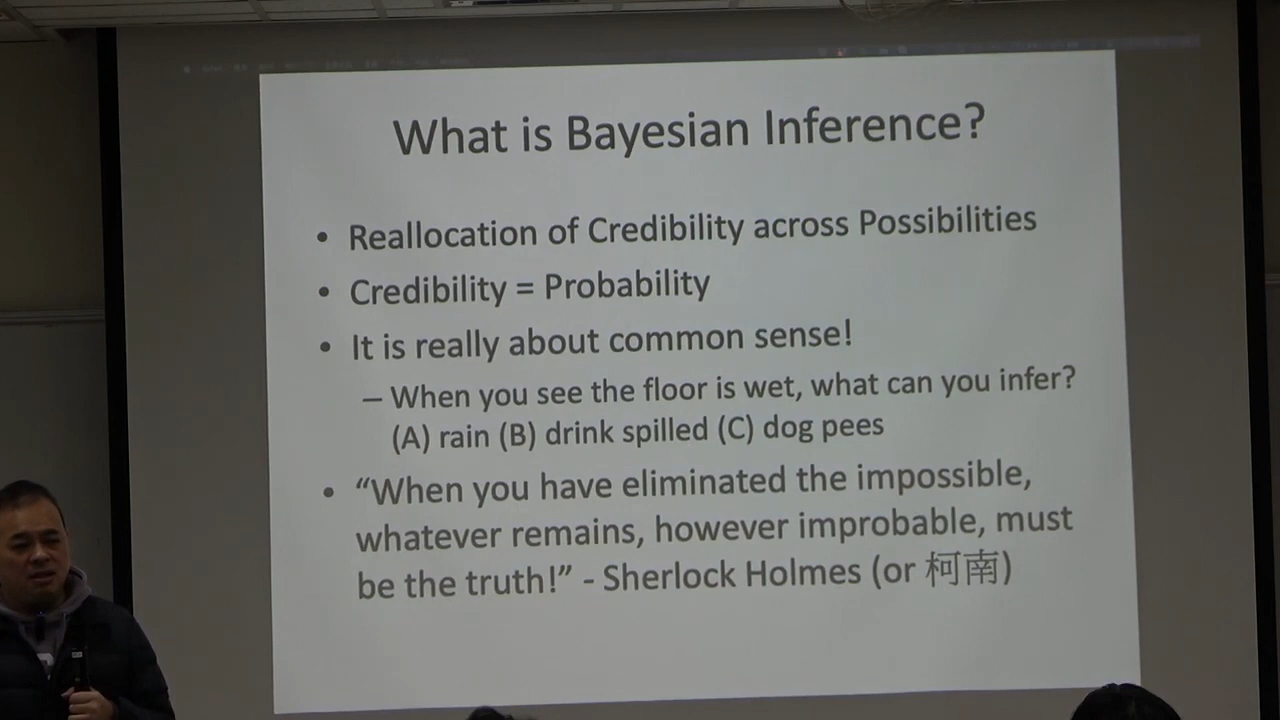 What is Bayesian Inference?
• Reallocation of Credibility across Possibilities
• Credibility = Probability
• It is really about common sense!
– When you see the floor is wet, what can you infer?
(A) rain (B) drink spilled (C) dog pees
• “When you have eliminated the impossible,
whatever remains, however improbable, must
be the truth!” - Sherlock Holmes (or 柯南)